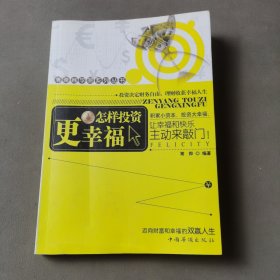 投资决定财务自由，理财收获幸福人生
ZENYANG TOUZI
GENGXINGFU
怎样投资
更幸福
积累小资本，投资大幸福，
让幸福和快乐
主动来敲门！
FELICITY
编著
迈向财富和幸福的双赢人生
中国华侨出版社